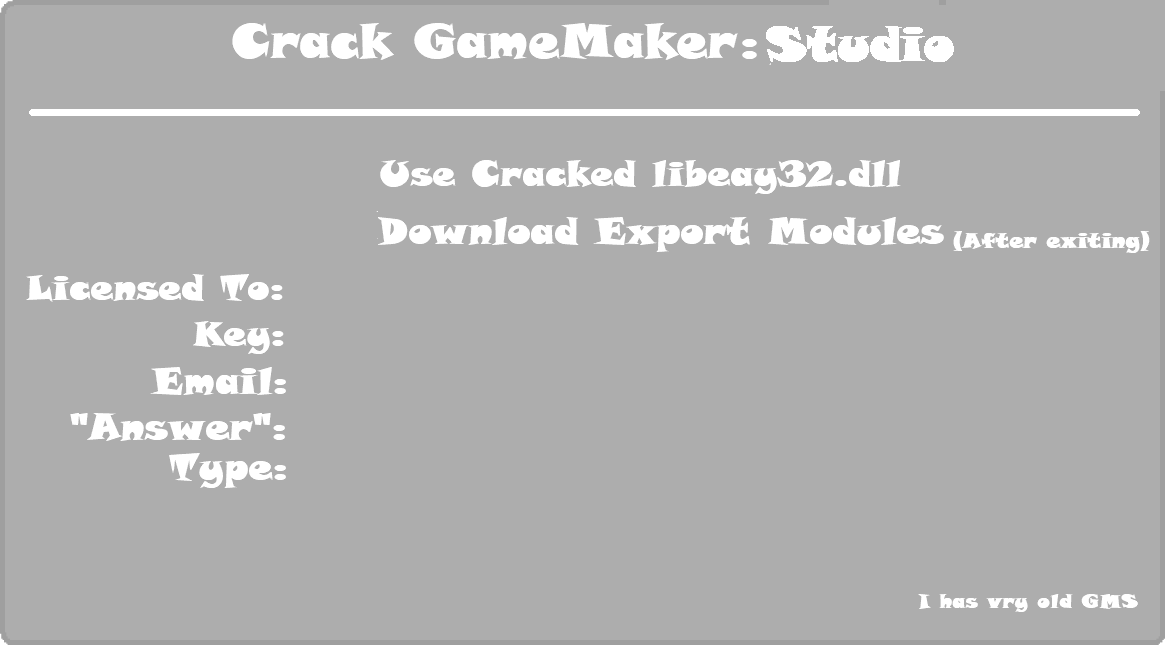 Crack GameMaker: Studio
Use Cracked libeay32.dll
Download Export Modules (After exiting)
Licensed To:
Key:
Email:
"Answer":
Type:
I has vry old GMS